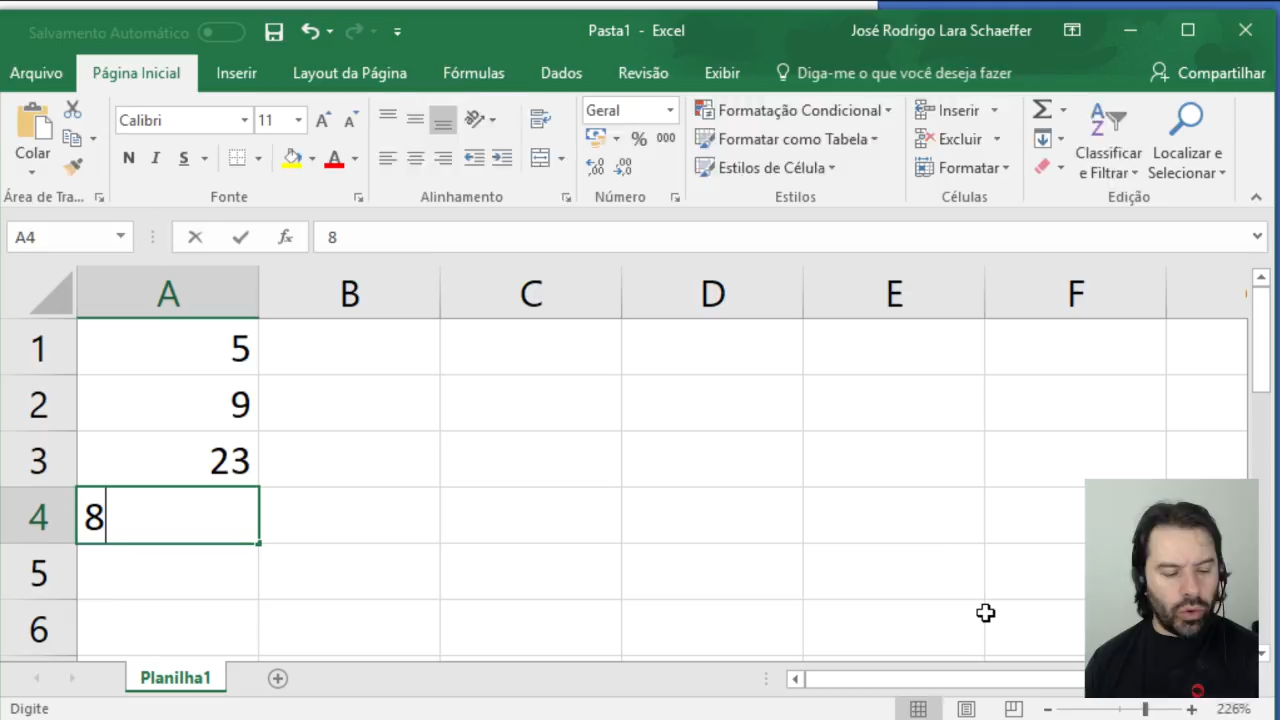 Salvamento Automático
Pasta1 - Excel
José Rodrigo Lara Schaeffer
Arquivo
Página Inicial
Inserir
Layout da Página
Fórmulas
Dados
Revisão
Exibir
Diga-me o que você deseja fazer
Compartilhar
Colar
Calibri
11
N I S
A
Geral
% 000
Formatação Condicional
Formatar como Tabela
Estilos de Célula
Inserir
Excluir
Formatar
Classificar
e Filtrar
Localizar e
Selecionar
Área de Tra...
Fonte
Alinhamento
Número
Estilos
Células
Edição
A4
fx
8
A B C D E F
1 5
2 9
3 23
4 8
5
6
Planilha1
Digite
226%